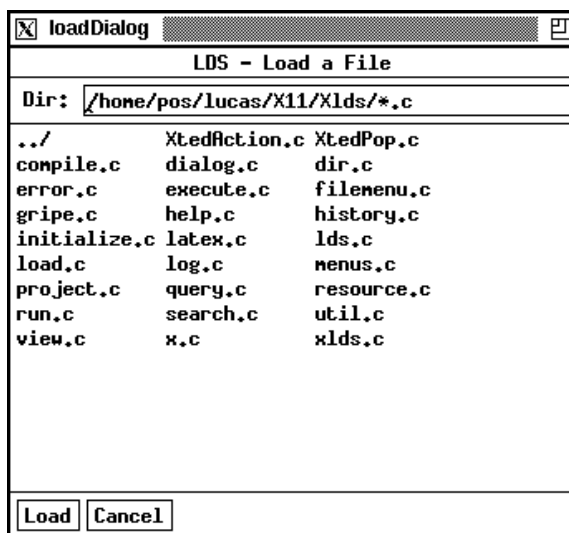 loadDialog
LDS - Load a File
Dir: /home/pos/lucas/X11/Xlds/*.c
../ XtedAction.c XtedPop.c
compile.c dialog.c dir.c
error.c execute.c filemenu.c
gripe.c help.c history.c
initialize.c latex.c lds.c
load.c log.c menus.c
project.c query.c resource.c
run.c search.c util.c
view.c x.c xlds.c
Load Cancel